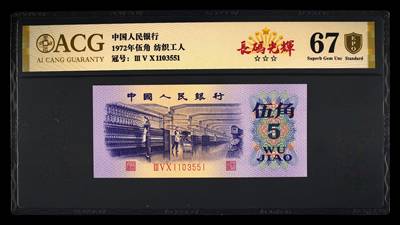 ACG
AI CANG GUARANTY
中国人民银行
1972年伍角 纺织工人
冠号: Ⅲ Ⅴ Ⅹ 1103551
長碼光輝
☆☆☆
67
Superb Gem Unc
EPQ
Standard
中國人民銀行
伍角
5
WU
JIAO
ⅢⅤⅩ1103551